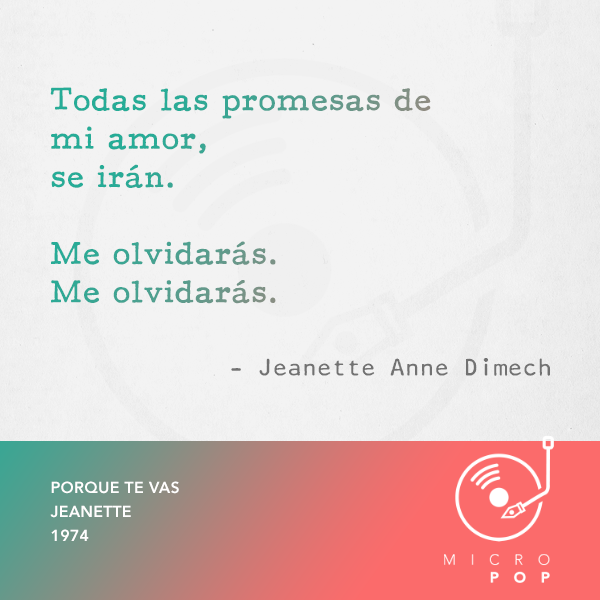 Todas las promesas de
mi amor,
se irán.
Me olvidarás.
Me olvidarás.
– Jeanette Anne Dimech
PORQUE TE VAS
JEANETTE
1974
MICRO
POP